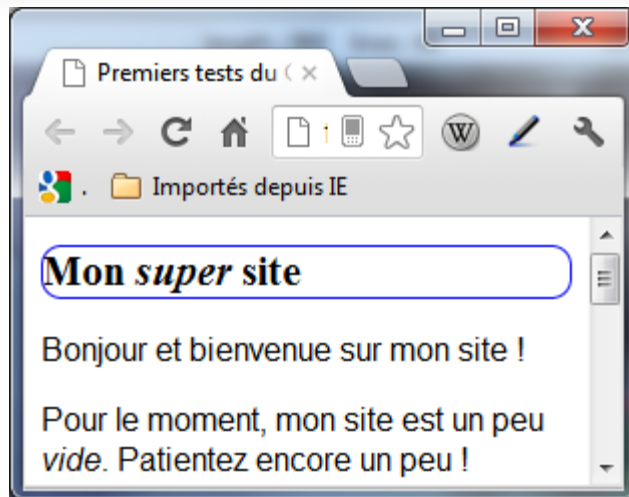 Premiers tests du
Importés depuis IE
Mon super site
Bonjour et bienvenue sur mon site !
Pour le moment, mon site est un peu
vide. Patientez encore un peu !